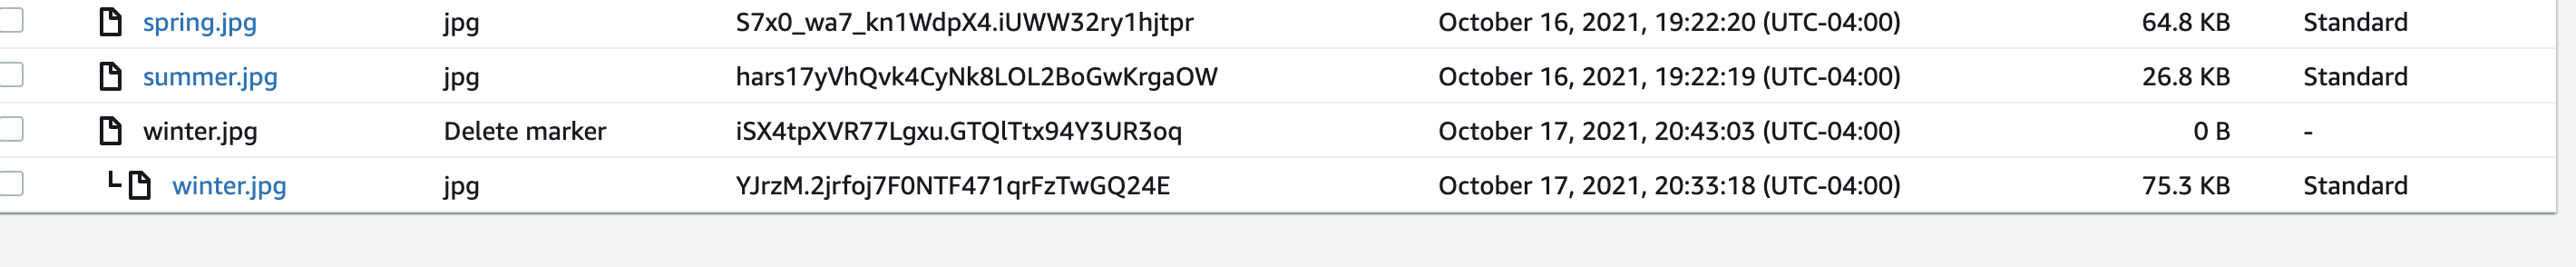 spring.jpg jpg S7x0_wa7_kn1WdpX4.iUWW32ry1hjtpr October 16, 2021, 19:22:20 (UTC-04:00) 64.8 KB Standard
summer.jpg jpg hars17yVhQvk4CyNk8LOL2BoGwKrgaOW October 16, 2021, 19:22:19 (UTC-04:00) 26.8 KB Standard
winter.jpg Delete marker iSX4tpXVR77Lgxu.GTQlTtx94Y3UR3oq October 17, 2021, 20:43:03 (UTC-04:00) 0 B -
winter.jpg jpg YJrzM.2jrfoj7F0NTF471qrFzTwGQ24E October 17, 2021, 20:33:18 (UTC-04:00) 75.3 KB Standard